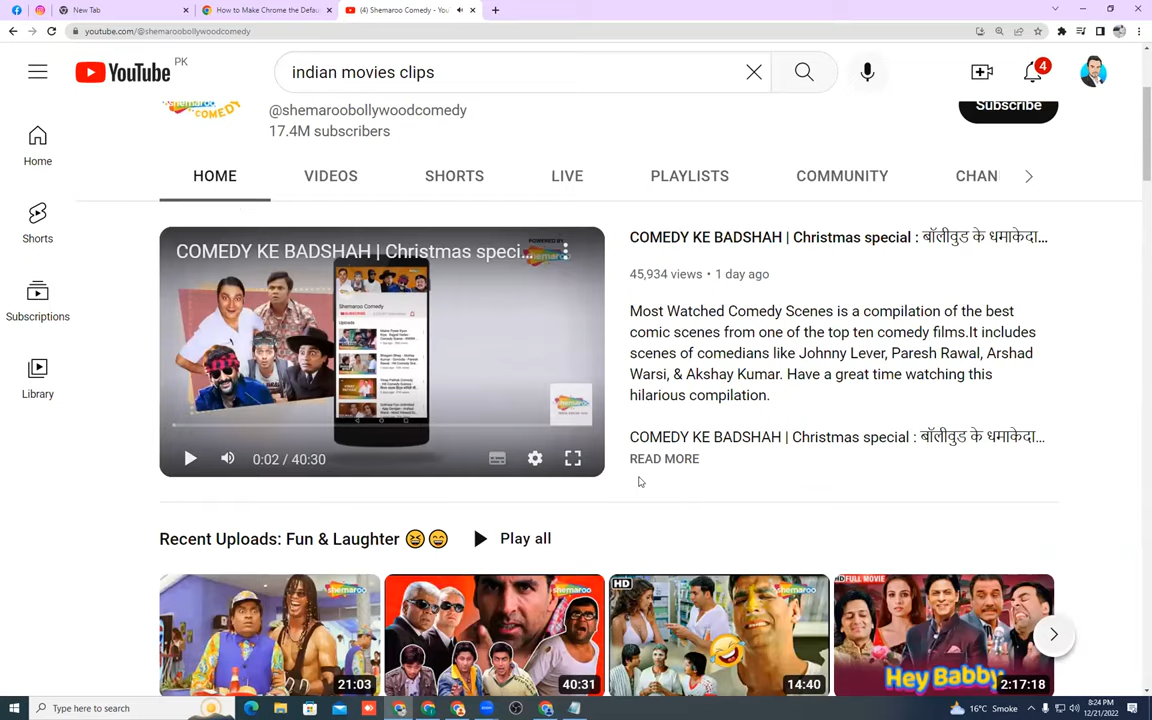 New Tab
How to Make Chrome the Defau
(4) Shemaroo Comedy - You
youtube.com/@shemaroobollywoodcomedy
YouTube PK
indian movies clips
4
@shemaroobollywoodcomedy
17.4M subscribers
Subscribe
Home
Shorts
Subscriptions
Library
HOME
VIDEOS
SHORTS
LIVE
PLAYLISTS
COMMUNITY
CHAN
COMEDY KE BADSHAH | Christmas speci...
POWERED BY
Shemaroo Comedy
Uploads
0:02 / 40:30
COMEDY KE BADSHAH | Christmas special : बॉलीवुड के धमाकेदा...
45,934 views • 1 day ago
Most Watched Comedy Scenes is a compilation of the best
comic scenes from one of the top ten comedy films.It includes
scenes of comedians like Johnny Lever, Paresh Rawal, Arshad
Warsi, & Akshay Kumar. Have a great time watching this
hilarious compilation.
COMEDY KE BADSHAH | Christmas special : बॉलीवुड के धमाकेदा...
READ MORE
Recent Uploads: Fun & Laughter 😆😄
Play all
21:03
40:31
HD
14:40
FULL MOVIE
Hey Babby
2:17:18
Type here to search
16°C Smoke
8:24 PM
12/21/2022